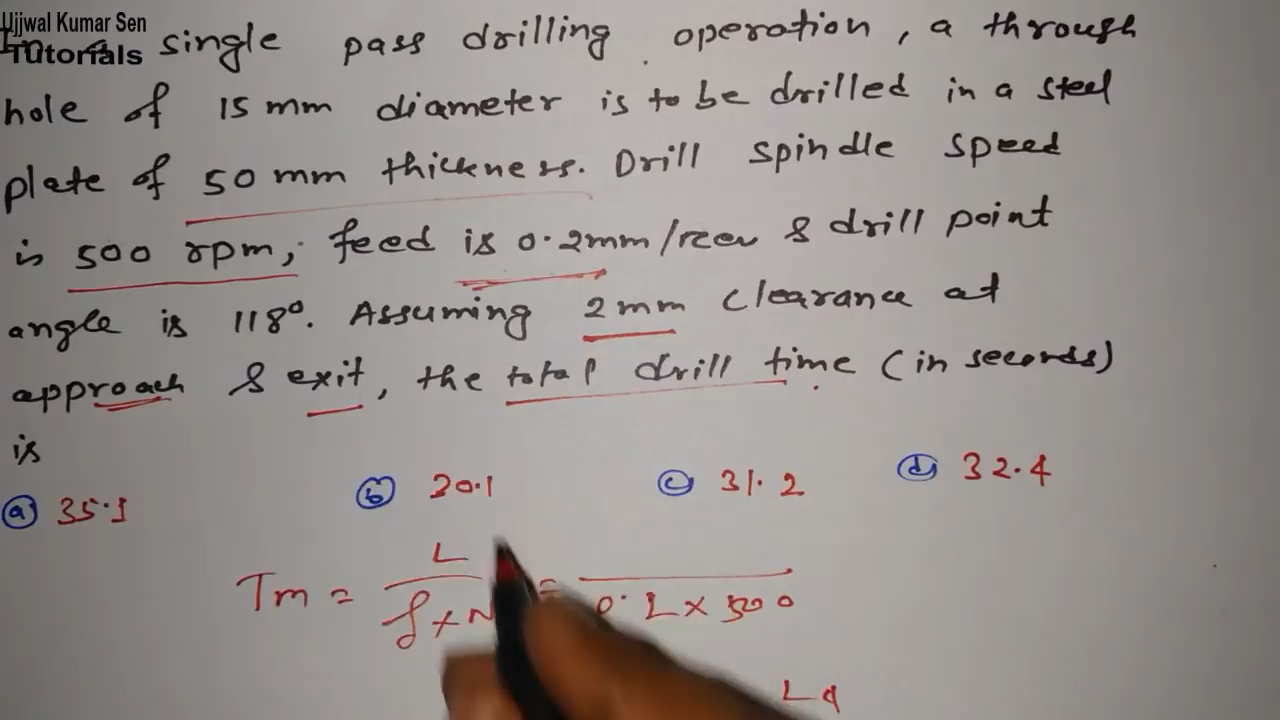 Ujjwal Kumar Sen
Tutorials
In a single pass drilling operation, a through
hole of 15 mm diameter is to be drilled in a steel
plate of 50 mm thickness. Drill spindle speed
is 500 rpm, feed is 0.2mm/rev & drill point
angle is 118°. Assuming 2mm clearance at
approach & exit, the total drill time (in seconds)
is
(a) 35.1 (b) 30.1 (c) 31.2 (d) 32.4
Tm = L / f × N = / 0.2 × 500
L